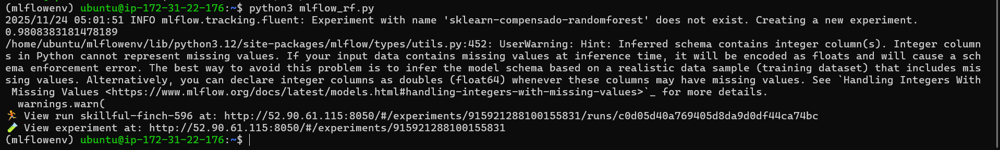 (mlflowenv) ubuntu@ip-172-31-22-176:~$ python3 mlflow_rf.py
2025/11/24 05:01:51 INFO mlflow.tracking.fluent: Experiment with name 'sklearn-compensado-randomforest' does not exist. Creating a new experiment.
0.9808383181478189
/home/ubuntu/mlflowenv/lib/python3.12/site-packages/mlflow/types/utils.py:452: UserWarning: Hint: Inferred schema contains integer column(s). Integer column
s in Python cannot represent missing values. If your input data contains missing values at inference time, it will be encoded as floats and will cause a sch
ema enforcement error. The best way to avoid this problem is to infer the model schema based on a realistic data sample (training dataset) that includes mis
sing values. Alternatively, you can declare integer columns as doubles (float64) whenever these columns may have missing values. See `Handling Integers With
 Missing Values <https://www.mlflow.org/docs/latest/models.html#handling-integers-with-missing-values>`_ for more details.
  warnings.warn(
🏃 View run skillful-finch-596 at: http://52.90.61.115:8050/#/experiments/915921288100155831/runs/c0d05d40a769405d8da9d0df44ca74bc
🧪 View experiment at: http://52.90.61.115:8050/#/experiments/915921288100155831
(mlflowenv) ubuntu@ip-172-31-22-176:~$